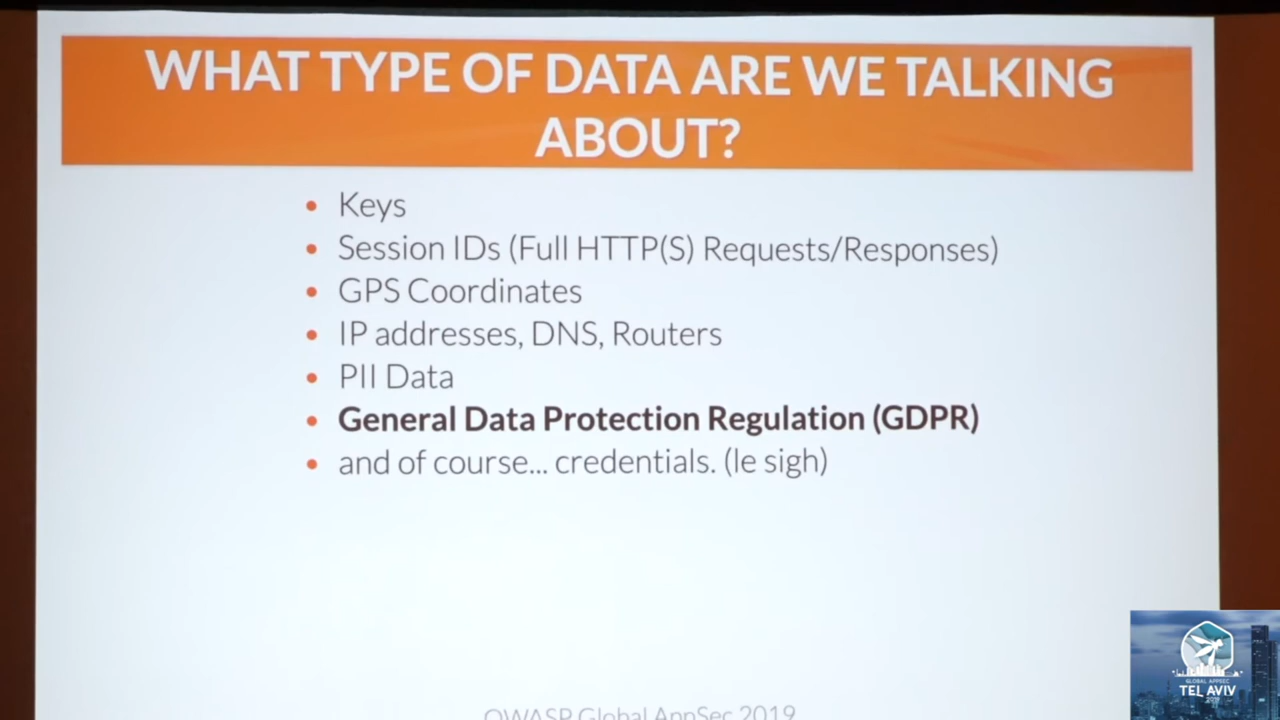 WHAT TYPE OF DATA ARE WE TALKING
ABOUT?
• Keys
• Session IDs (Full HTTP(S) Requests/Responses)
• GPS Coordinates
• IP addresses, DNS, Routers
• PII Data
• General Data Protection Regulation (GDPR)
• and of course... credentials. (le sigh)
OWASP Global AppSec 2019
GLOBAL APPSEC
TEL AVIV
2019